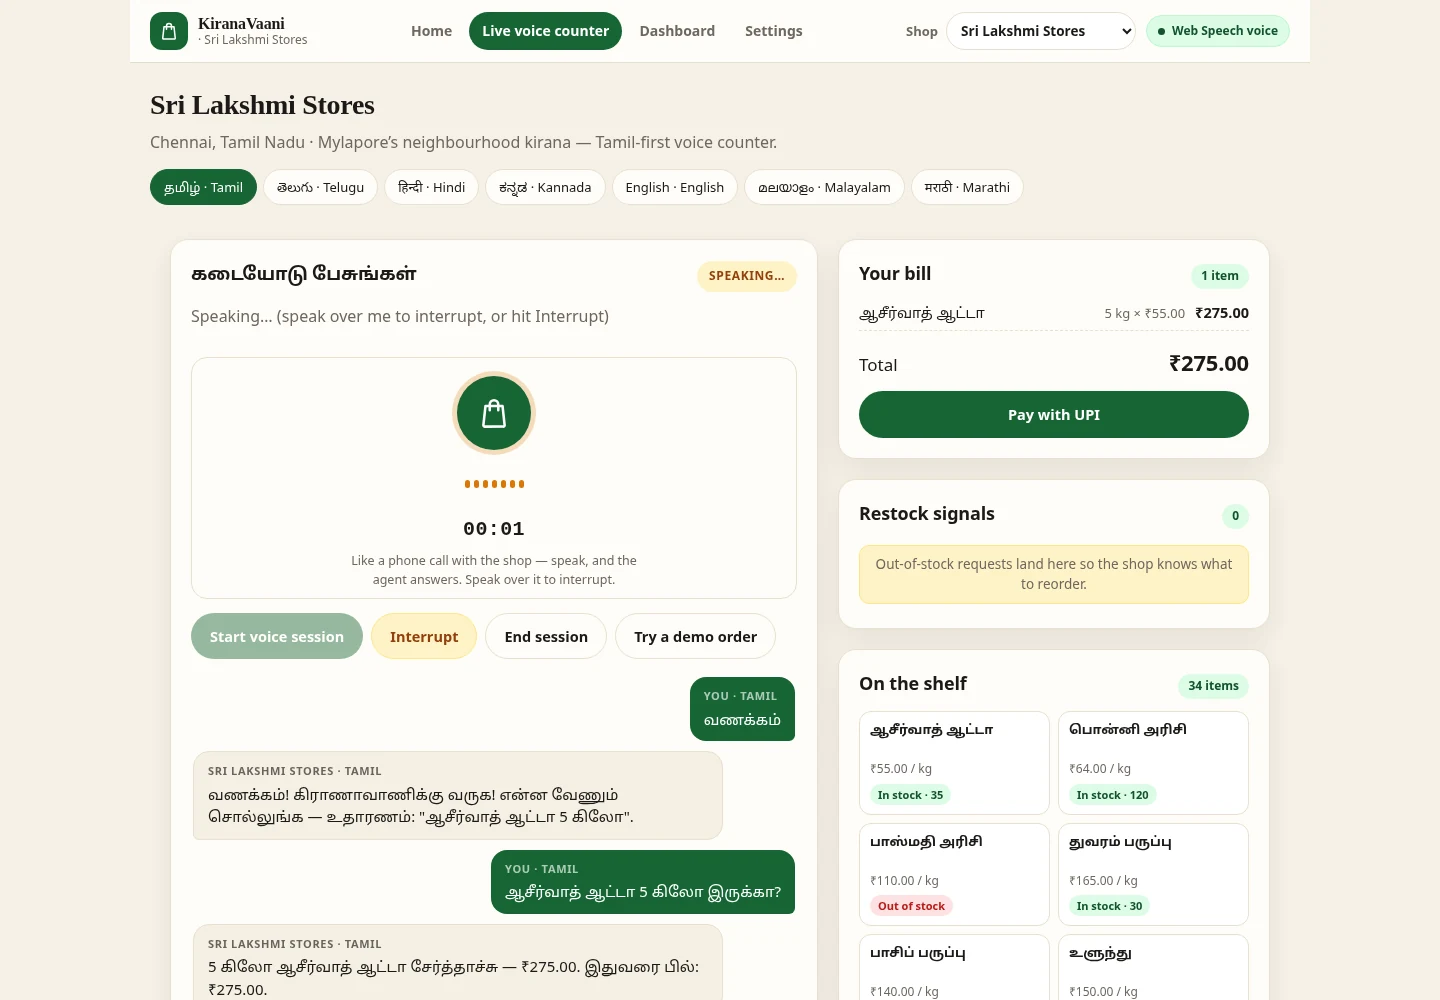 KiranaVaani
· Sri Lakshmi Stores
Home
Live voice counter
Dashboard
Settings
Shop
Sri Lakshmi Stores
Web Speech voice
Sri Lakshmi Stores
Chennai, Tamil Nadu · Mylapore’s neighbourhood kirana — Tamil-first voice counter.
தமிழ் · Tamil
తెలుగు · Telugu
हिन्दी · Hindi
ಕನ್ನಡ · Kannada
English · English
മലയാളം · Malayalam
मराठी · Marathi
கடையோடு பேசுங்கள்
SPEAKING…
Speaking… (speak over me to interrupt, or hit Interrupt)
00:01
Like a phone call with the shop — speak, and the
agent answers. Speak over it to interrupt.
Start voice session
Interrupt
End session
Try a demo order
YOU · TAMIL
வணக்கம்
SRI LAKSHMI STORES · TAMIL
வணக்கம்! கிராணாவாணிக்கு வருக! என்ன வேணும்
சொல்லுங்க — உதாரணம்: "ஆசீர்வாத் ஆட்டா 5 கிலோ".
YOU · TAMIL
ஆசீர்வாத் ஆட்டா 5 கிலோ இருக்கா?
SRI LAKSHMI STORES · TAMIL
5 கிலோ ஆசீர்வாத் ஆட்டா சேர்த்தாச்சு — ₹275.00. இதுவரை பில்:
₹275.00.
Your bill
1 item
ஆசீர்வாத் ஆட்டா 5 kg × ₹55.00 ₹275.00
Total ₹275.00
Pay with UPI
Restock signals
0
Out-of-stock requests land here so the shop knows what
to reorder.
On the shelf
34 items
ஆசீர்வாத் ஆட்டா
₹55.00 / kg
In stock · 35
பொன்னி அரிசி
₹64.00 / kg
In stock · 120
பாஸ்மதி அரிசி
₹110.00 / kg
Out of stock
துவரம் பருப்பு
₹165.00 / kg
In stock · 30
பாசிப் பருப்பு
₹140.00 / kg
உளுந்து
₹150.00 / kg